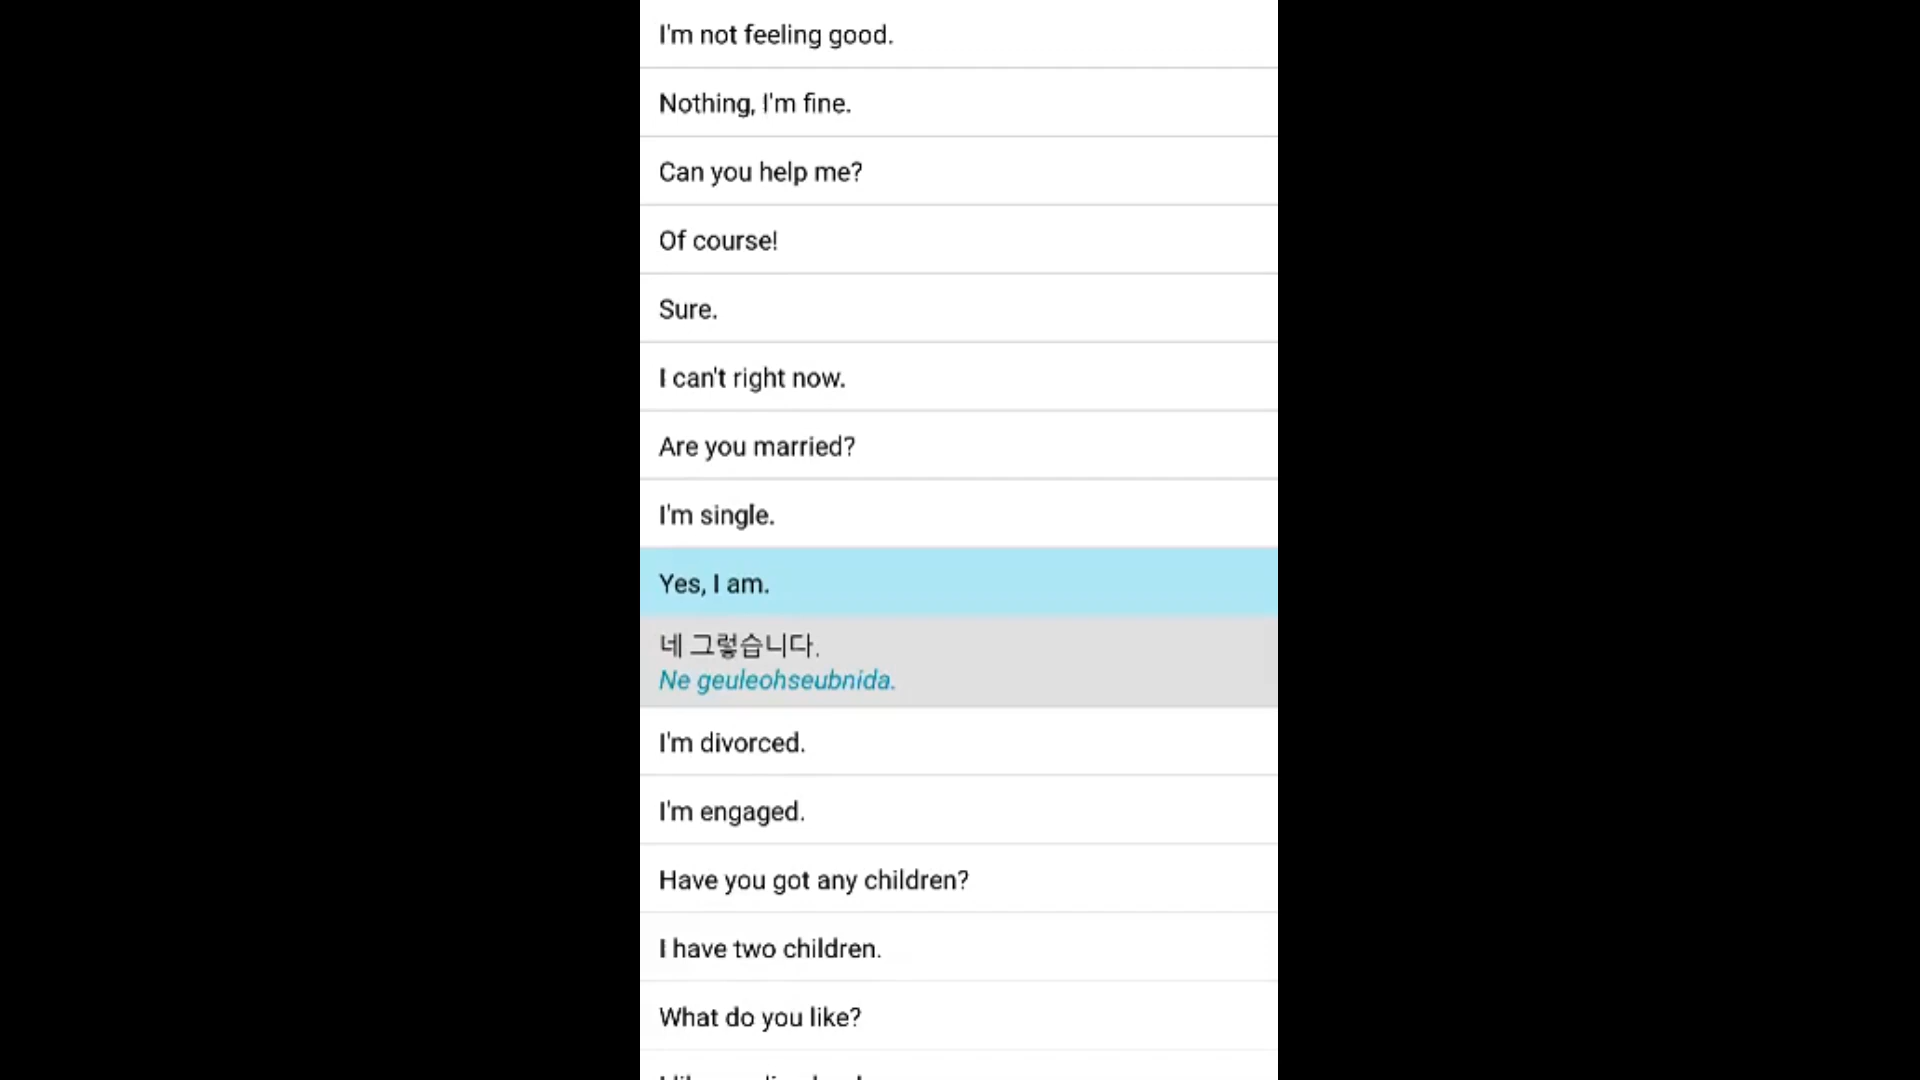 I'm not feeling good.
Nothing, I'm fine.
Can you help me?
Of course!
Sure.
I can't right now.
Are you married?
I'm single.
Yes, I am.
네 그렇습니다.
Ne geuleohseubnida.
I'm divorced.
I'm engaged.
Have you got any children?
I have two children.
What do you like?